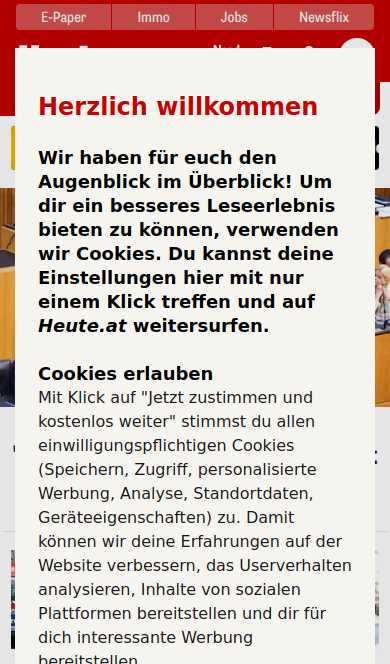 E-Paper Immo Jobs Newsflix
Herzlich willkommen
Wir haben für euch den
Augenblick im Überblick! Um
dir ein besseres Leseerlebnis
bieten zu können, verwenden
wir Cookies. Du kannst deine
Einstellungen hier mit nur
einem Klick treffen und auf
Heute.at weitersurfen.
Cookies erlauben
Mit Klick auf "Jetzt zustimmen und
kostenlos weiter" stimmst du allen
einwilligungspflichtigen Cookies
(Speichern, Zugriff, personalisierte
Werbung, Analyse, Standortdaten,
Geräteeigenschaften) zu. Damit
können wir deine Erfahrungen auf der
Website verbessern, das Userverhalten
analysieren, Inhalte von sozialen
Plattformen bereitstellen und dir für
dich interessante Werbung
bereitstellen